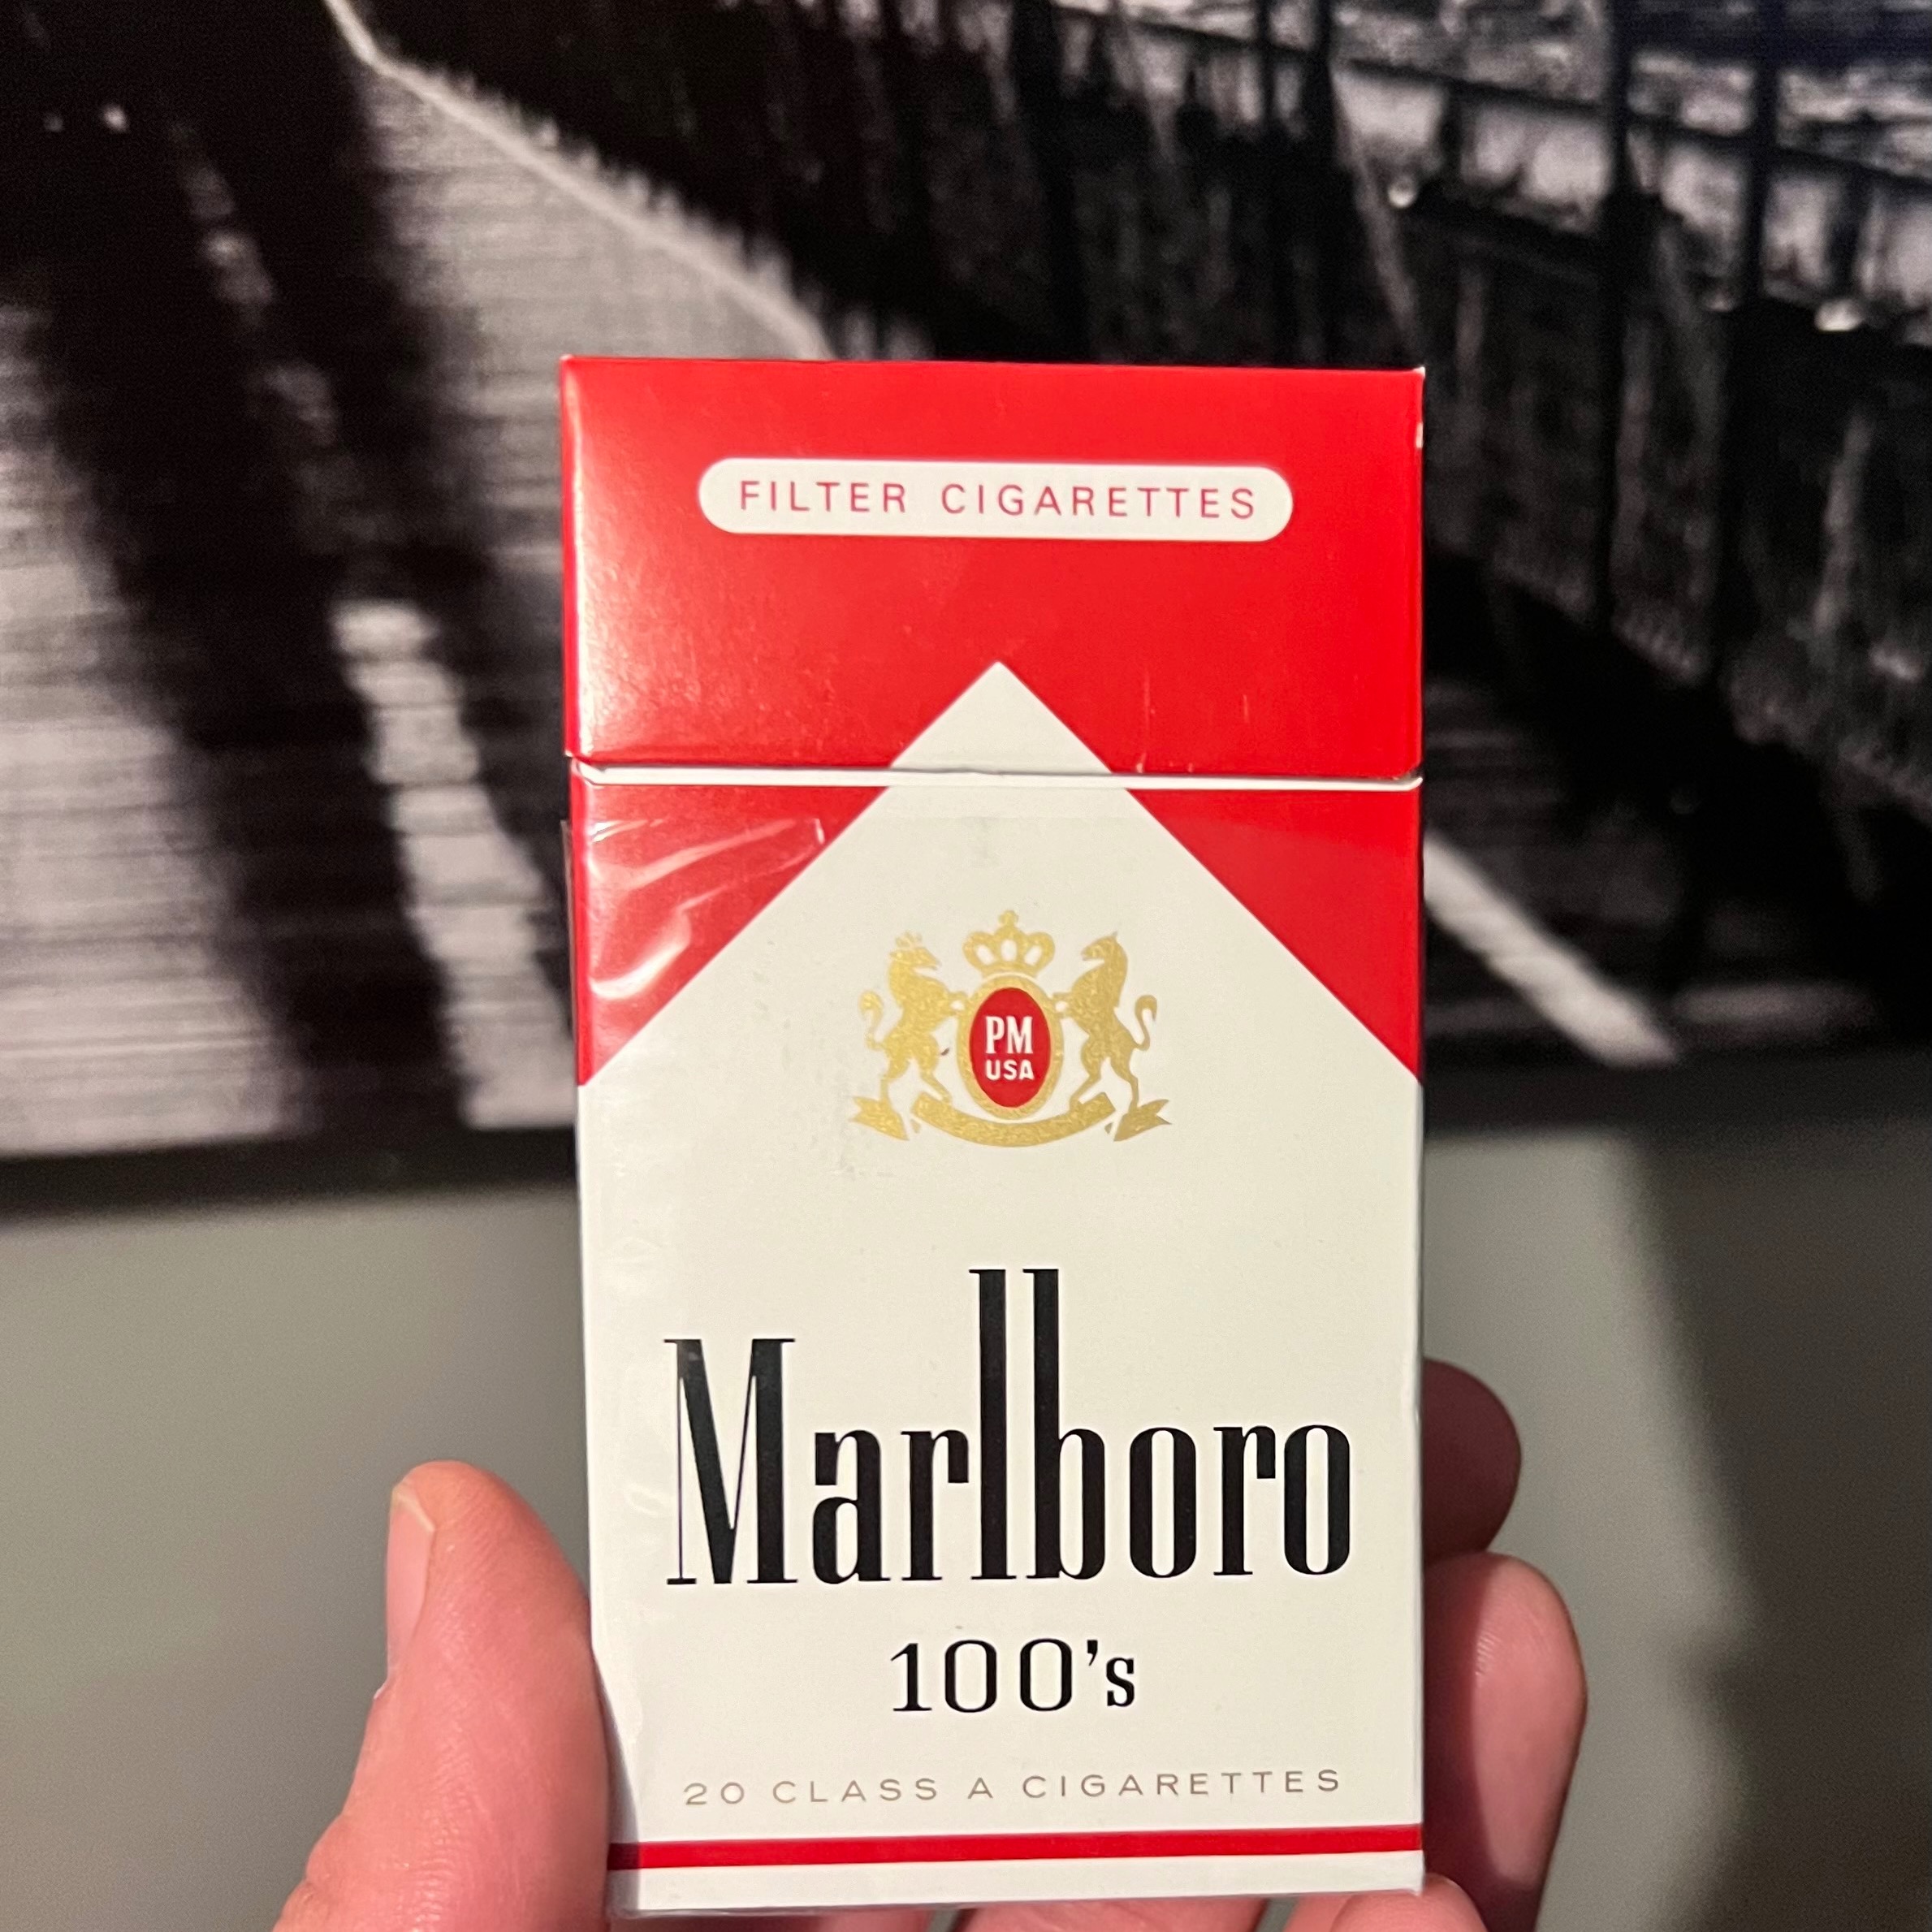 FILTER CIGARETTES
PM
USA
Marlboro
100's
20 CLASS A CIGARETTES